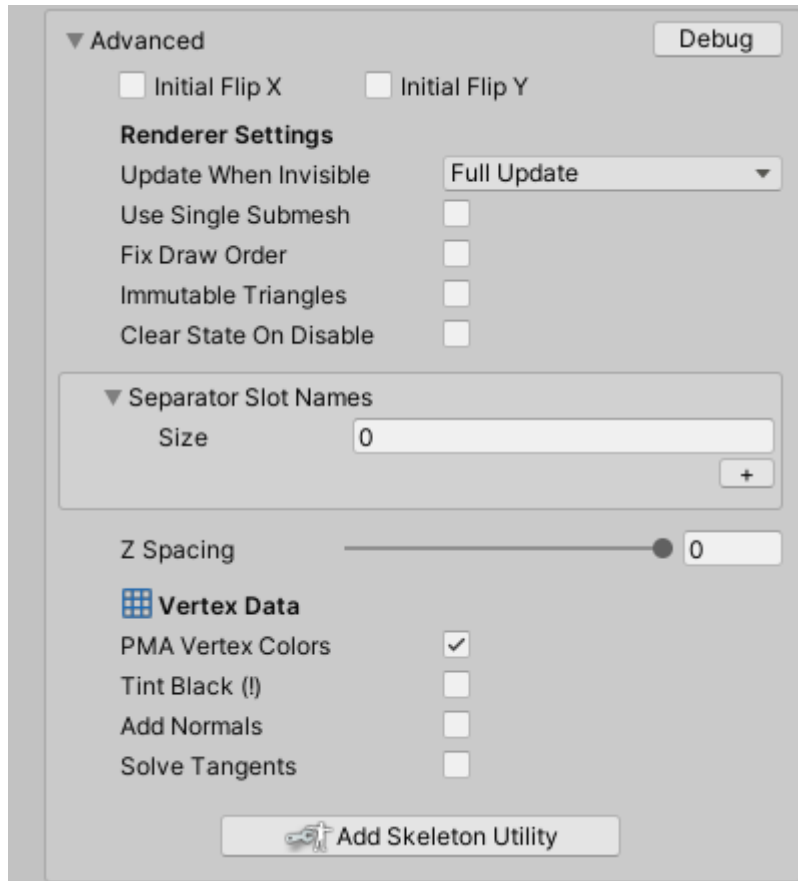 Advanced Debug
Initial Flip X Initial Flip Y
Renderer Settings
Update When Invisible Full Update
Use Single Submesh
Fix Draw Order
Immutable Triangles
Clear State On Disable
Separator Slot Names
Size 0
+
Z Spacing 0
Vertex Data
PMA Vertex Colors
Tint Black (!)
Add Normals
Solve Tangents
Add Skeleton Utility